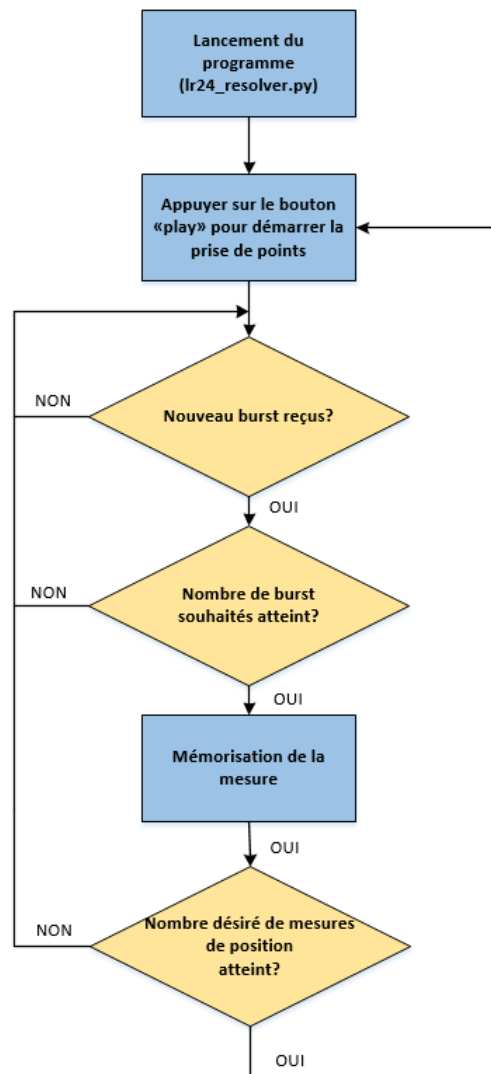 Lancement du
programme
(lr24_resolver.py)
Appuyer sur le bouton
«play» pour démarrer la
prise de points
NON
Nouveau burst reçus?
OUI
NON
Nombre de burst
souhaités atteint?
OUI
Mémorisation de la
mesure
OUI
NON
Nombre désiré de mesures
de position
atteint?
OUI